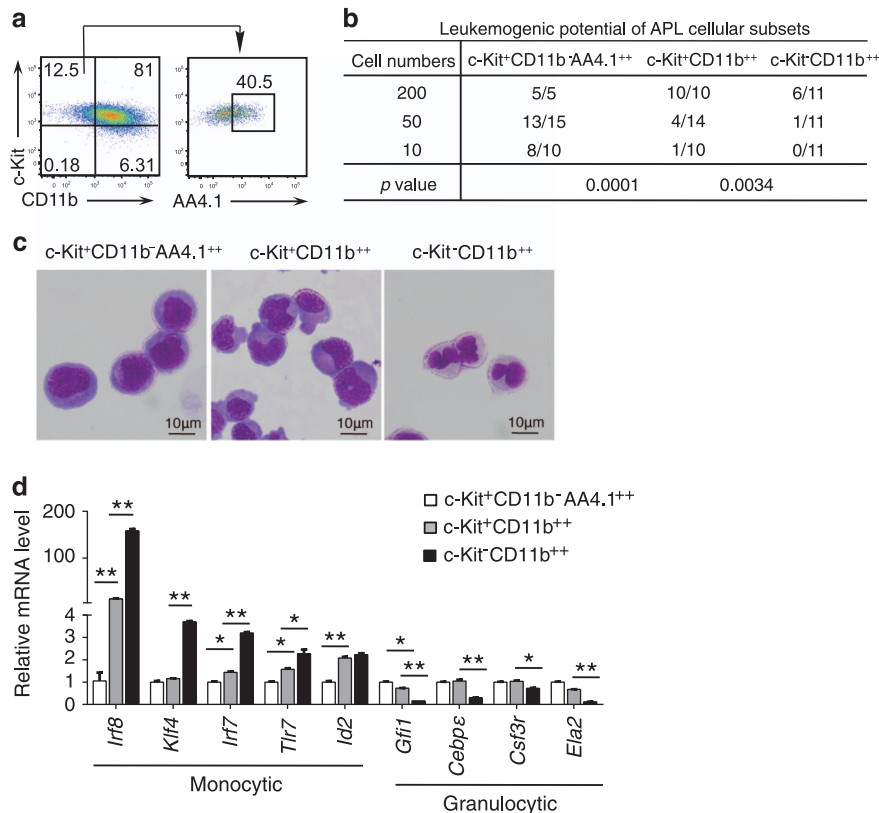 a
12.5 81
0.18 6.31
c-Kit
CD11b
40.5
AA4.1
b
Leukemogenic potential of APL cellular subsets
Cell numbers c-Kit⁺CD11b⁻AA4.1⁺⁺ c-Kit⁺CD11b⁺⁺ c-Kit⁻CD11b⁺⁺
200 5/5 10/10 6/11
50 13/15 4/14 1/11
10 8/10 1/10 0/11
p value 0.0001 0.0034
c
c-Kit⁺CD11b⁻AA4.1⁺⁺ c-Kit⁺CD11b⁺⁺ c-Kit⁻CD11b⁺⁺
10μm 10μm 10μm
d
Relative mRNA level
200
100
4
3
2
1
0
c-Kit⁺CD11b⁻AA4.1⁺⁺
c-Kit⁺CD11b⁺⁺
c-Kit⁻CD11b⁺⁺
** ** ** * ** * * ** * ** ** * **
Irf8 Klf4 Irf7 Tlr7 Id2 Gfi1 Cebpε Csf3r Ela2
Monocytic
Granulocytic